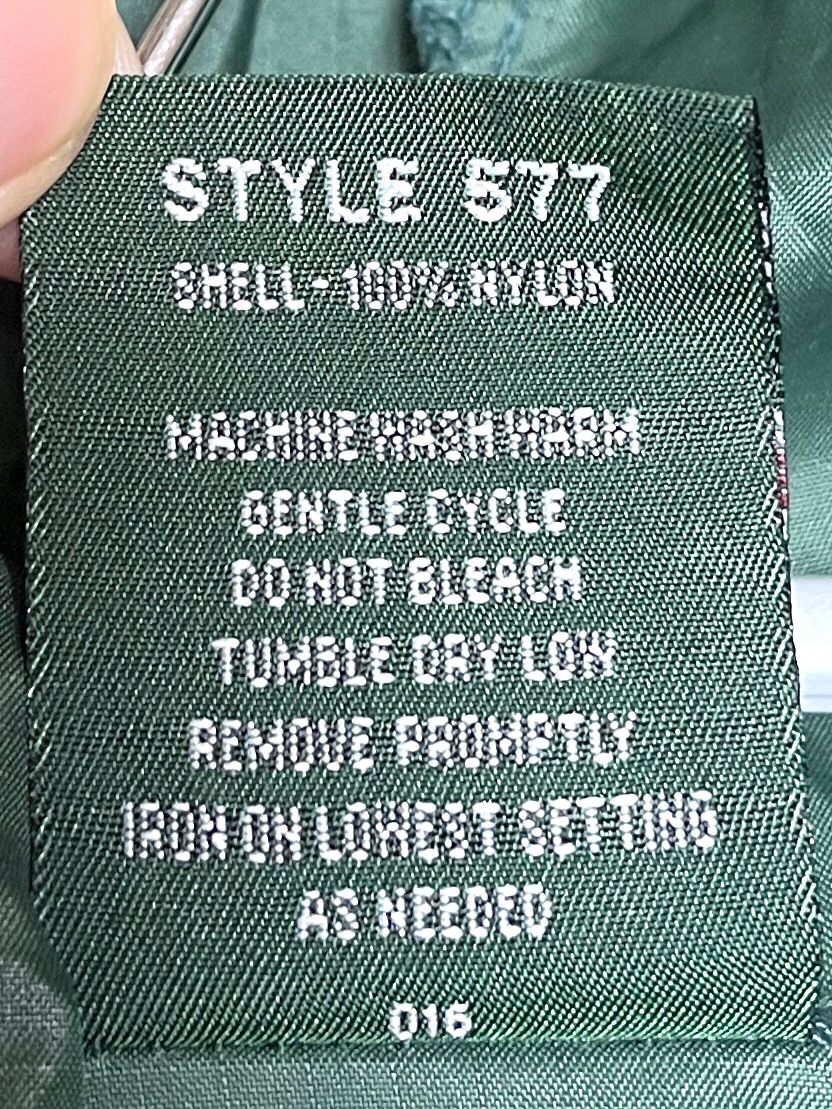 STYLE 577
SHELL-100% NYLON
MACHINE WASH WARM
GENTLE CYCLE
DO NOT BLEACH
TUMBLE DRY LOW
REMOVE PROMPTLY
IRON ON LOWEST SETTING
AS NEEDED
016